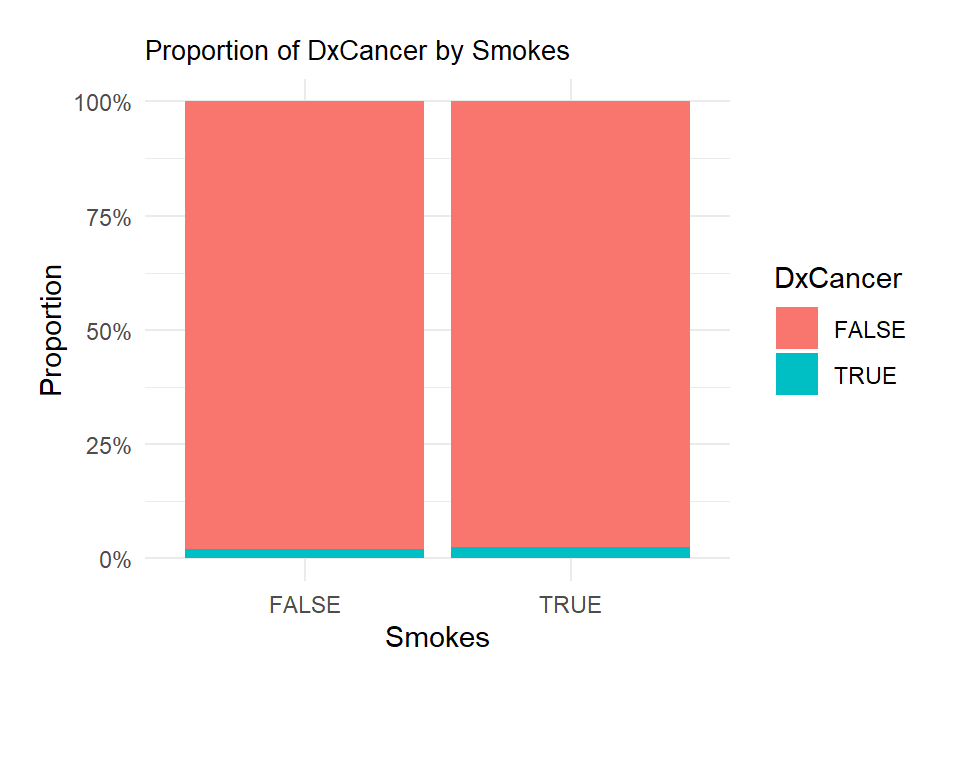 Proportion of DxCancer by Smokes
100%
75%
50%
25%
0%
Proportion
FALSE
TRUE
Smokes
DxCancer
FALSE
TRUE